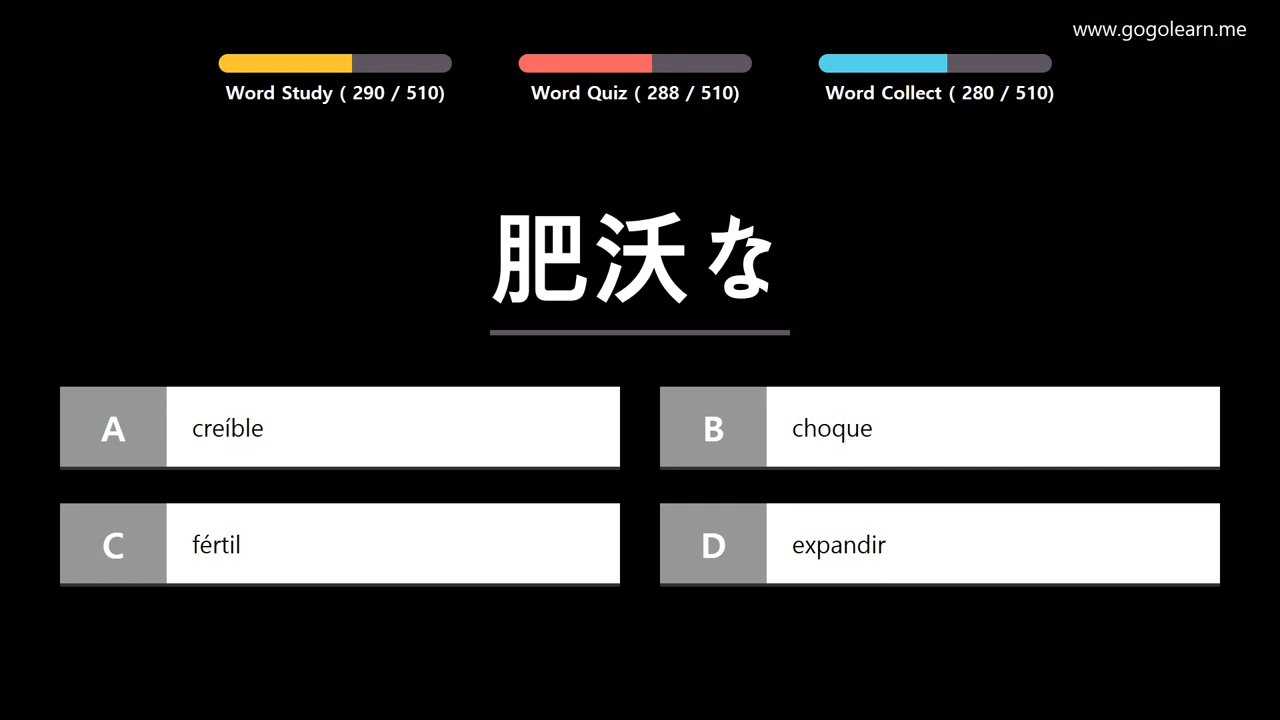 www.gogolearn.me
Word Study ( 290 / 510)
Word Quiz ( 288 / 510)
Word Collect ( 280 / 510)
肥沃な
A creíble
B choque
C fértil
D expandir